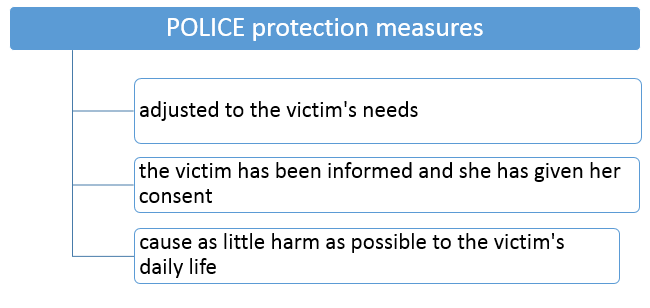 POLICE protection measures
adjusted to the victim's needs
the victim has been informed and she has given her
consent
cause as little harm as possible to the victim's
daily life